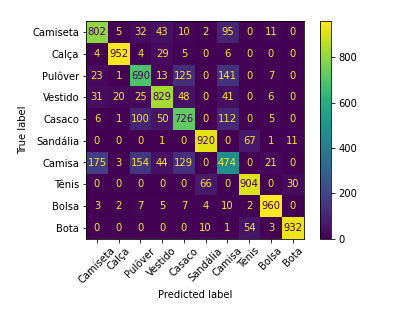 True label
Camiseta 802 5 32 43 10 2 95 0 11 0
Calça 4 952 4 29 5 0 6 0 0 0
Pulôver 23 1 690 13 125 0 141 0 7 0
Vestido 31 20 25 829 48 0 41 0 6 0
Casaco 6 1 100 50 726 0 112 0 5 0
Sandália 0 0 0 1 0 920 0 67 1 11
Camisa 175 3 154 44 129 0 474 0 21 0
Tênis 0 0 0 0 0 66 0 904 0 30
Bolsa 3 2 7 5 7 4 10 2 960 0
Bota 0 0 0 0 0 10 1 54 3 932
Camiseta Calça Pulôver Vestido Casaco Sandália Camisa Tênis Bolsa Bota
Predicted label
800
600
400
200
0